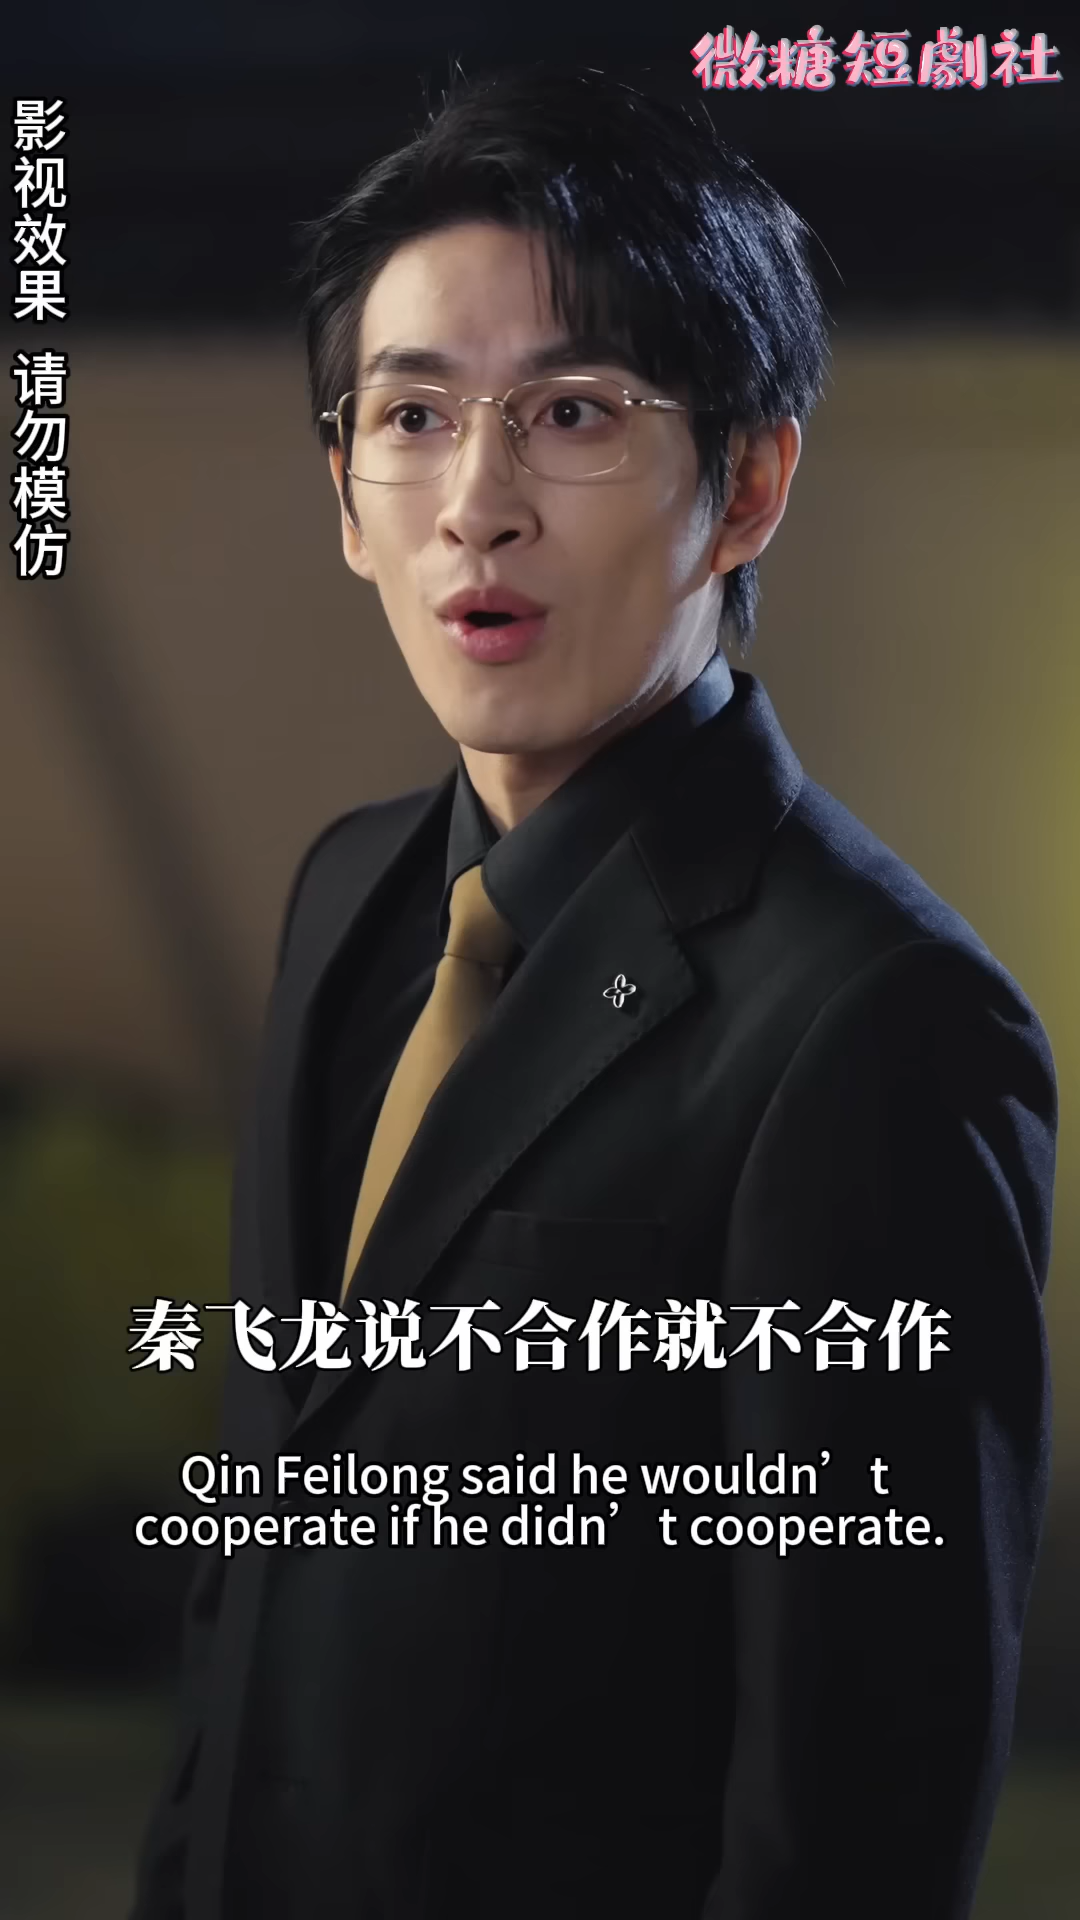 微糖短劇社
影视效果 请勿模仿
秦飞龙说不合作就不合作
Qin Feilong said he wouldn’t
cooperate if he didn’t cooperate.